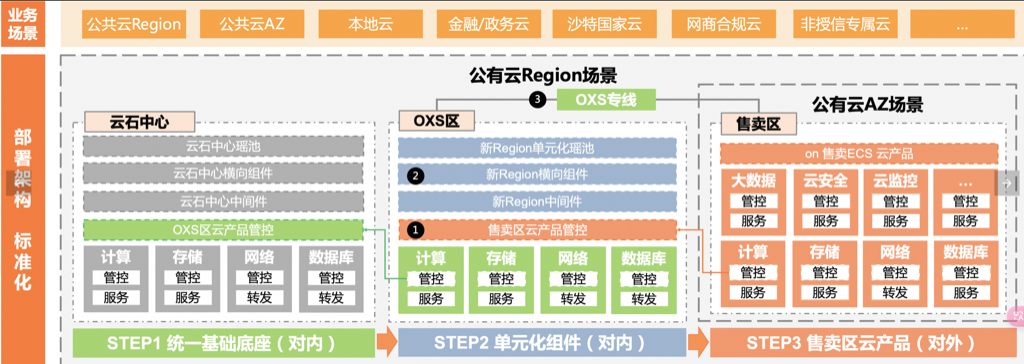 业务
场景
公共云Region
公共云AZ
本地云
金融/政务云
沙特国家云
网商合规云
非授信专属云
...
部署架构 标准化
公有云Region场景
❸
OXS专线
公有云AZ场景
云石中心
云石中心瑶池
云石中心横向组件
云石中心中间件
OXS区云产品管控
计算
管控
服务
存储
管控
服务
网络
管控
转发
数据库
管控
转发
OXS区
新Region单元化瑶池
❷
新Region横向组件
新Region中间件
❶
售卖区云产品管控
计算
管控
服务
存储
管控
服务
网络
管控
转发
数据库
管控
转发
售卖区
on 售卖ECS 云产品
大数据
管控
服务
云安全
管控
服务
云监控
管控
服务
...
管控
服务
计算
管控
服务
存储
管控
服务
网络
管控
转发
数据库
管控
服务
STEP1 统一基础底座（对内）
STEP2 单元化组件（对内）
STEP3 售卖区云产品（对外）